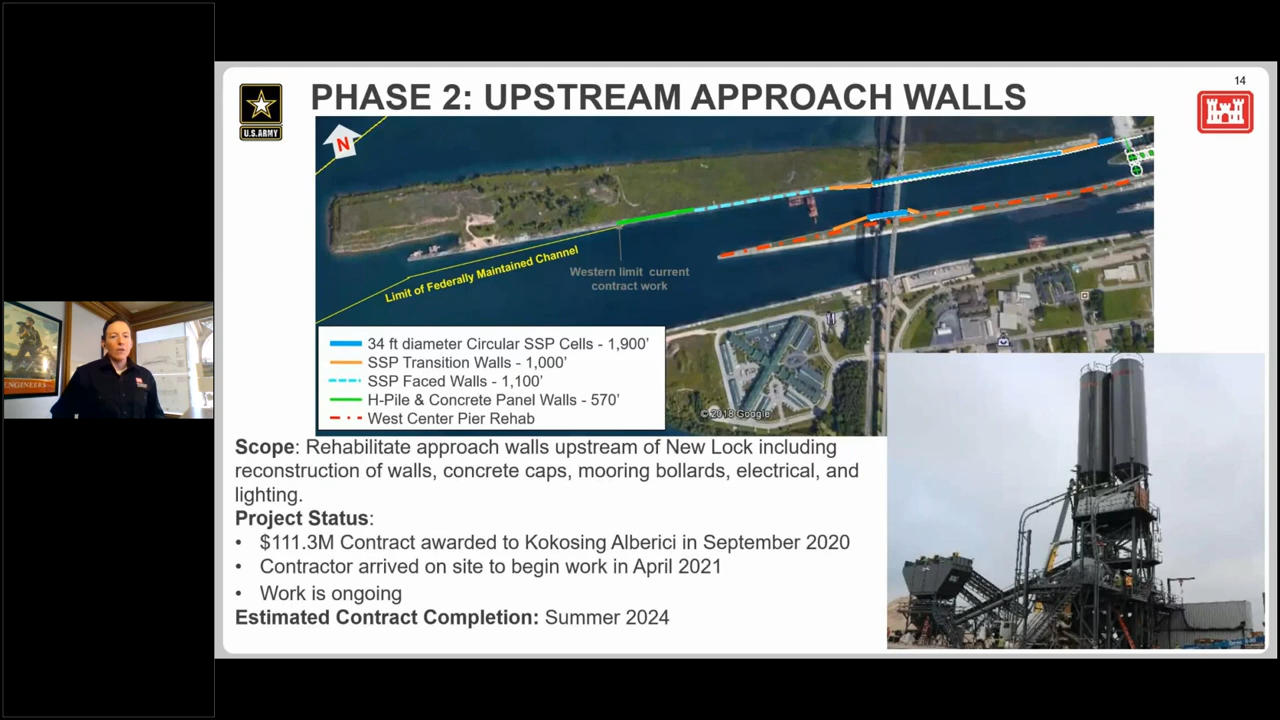 14
U.S.ARMY
PHASE 2: UPSTREAM APPROACH WALLS
N
Limit of Federally Maintained Channel
Western limit current
contract work
34 ft diameter Circular SSP Cells - 1,900’
SSP Transition Walls - 1,000’
SSP Faced Walls - 1,100’
H-Pile & Concrete Panel Walls - 570’
West Center Pier Rehab
© 2018 Google
ENGINEERS
Scope: Rehabilitate approach walls upstream of New Lock including
reconstruction of walls, concrete caps, mooring bollards, electrical, and
lighting.
Project Status:
• $111.3M Contract awarded to Kokosing Alberici in September 2020
• Contractor arrived on site to begin work in April 2021
• Work is ongoing
Estimated Contract Completion: Summer 2024